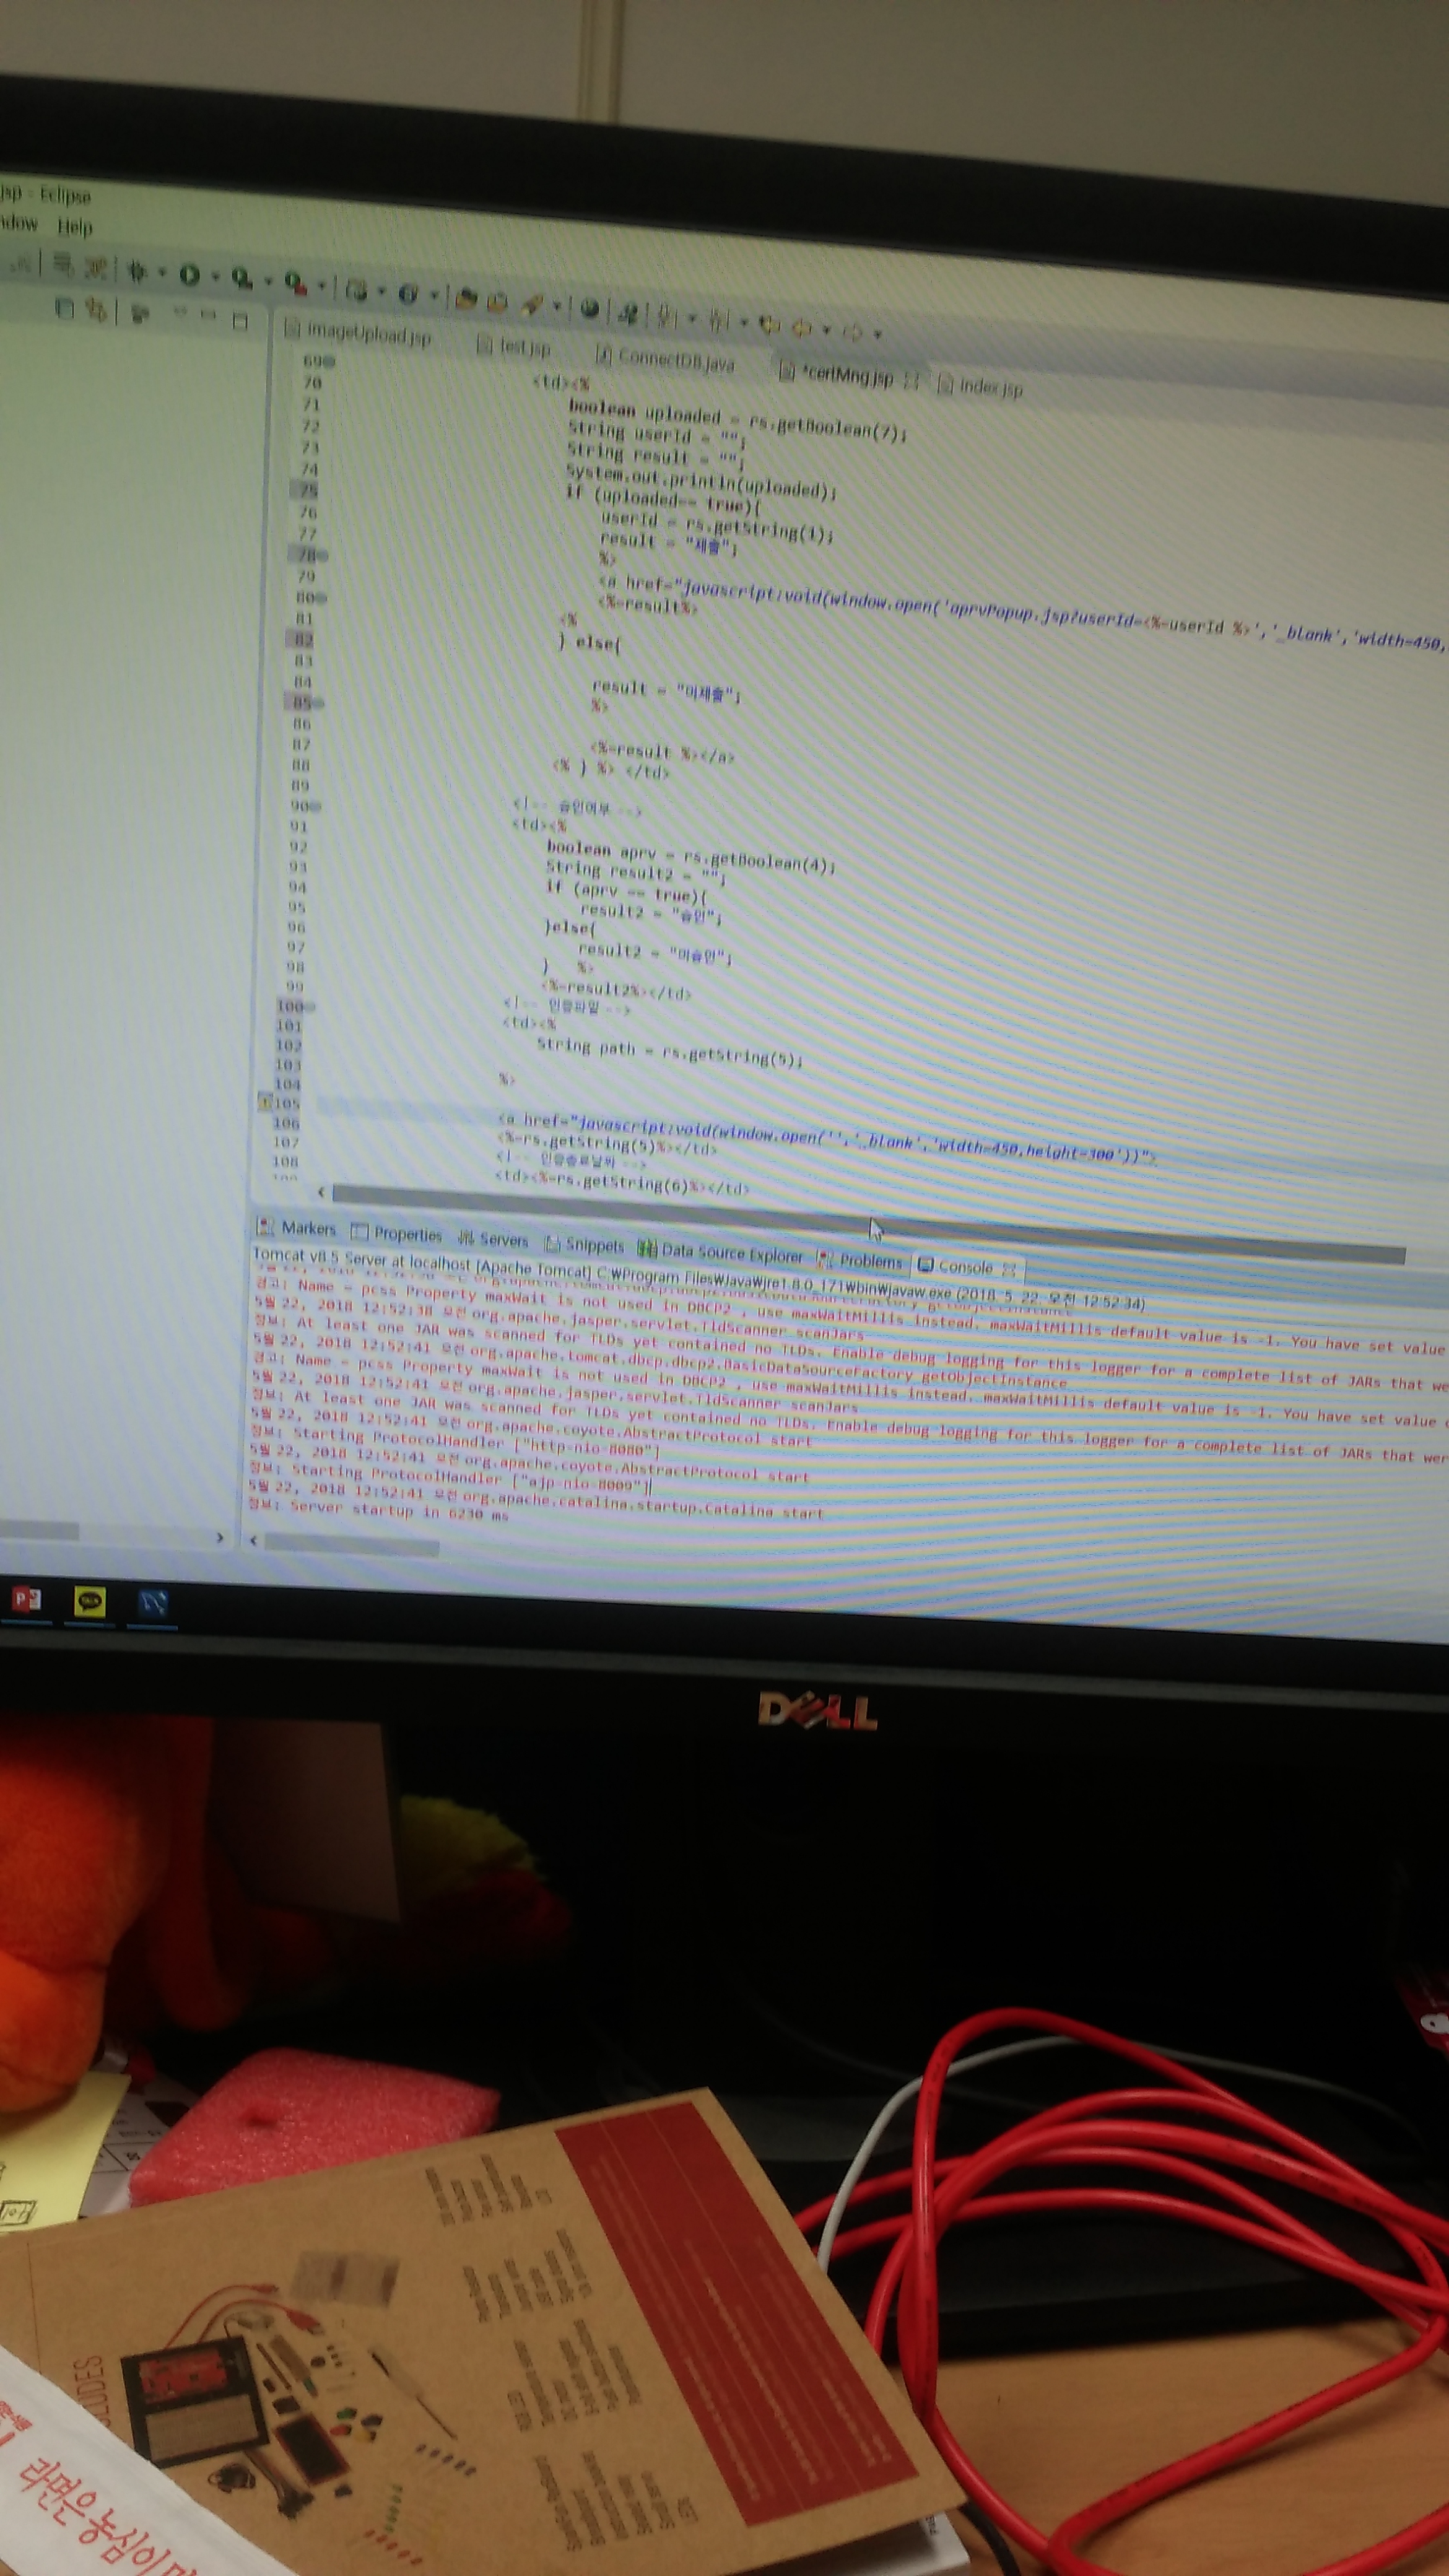 jsp - Eclipse
ndow Help
imageUpload.jsp test.jsp ConnectDB.java *certMng.jsp index.jsp
69
70 <td><%
71 boolean uploaded = rs.getBoolean(7);
72 String userId = "";
73 String result = "";
74 System.out.println(uploaded);
75 if (uploaded== true){
76 userId = rs.getString(1);
77 result = "제출";
78 %>
79 <a href="javascript:void(window.open('aprvPopup.jsp?userId=<%=userId %>','_blank','width=450,
80 <%=result%>
81 <%
82 } else{
83
84 result = "미제출";
85 %>
86
87 <%=result %></a>
88 <% } %> </td>
89
90 <!-- 승인여부 -->
91 <td><%
92 boolean aprv = rs.getBoolean(4);
93 String result2 = "";
94 if (aprv == true){
95 result2 = "승인";
96 }else{
97 result2 = "미승인";
98 } %>
99 <%=result2%></td>
100 <!-- 인증파일 -->
101 <td><%
102 String path = rs.getString(5);
103
104 %>
105
106 <a href="javascript:void(window.open('','_blank','width=450,height=300'))">
107 <%=rs.getString(5)%></td>
108 <!-- 인증종료날짜 -->
<td><%=rs.getString(6)%></td>
Markers Properties Servers Snippets Data Source Explorer Problems Console
Tomcat v8.5 Server at localhost [Apache Tomcat] C:₩Program Files₩Java₩jre1.8.0_171₩bin₩javaw.exe (2018. 5. 22. 오전 12:52:34)
경고: Name = pcss Property maxWait is not used in DBCP2 , use maxWaitMillis instead. maxWaitMillis default value is -1. You have set value
5월 22, 2018 12:52:38 오전 org.apache.jasper.servlet.TldScanner scanJars
정보: At least one JAR was scanned for TLDs yet contained no TLDs. Enable debug logging for this logger for a complete list of JARs that we
5월 22, 2018 12:52:41 오전 org.apache.tomcat.dbcp.dbcp2.BasicDataSourceFactory getObjectInstance
경고: Name = pcss Property maxWait is not used in DBCP2 , use maxWaitMillis instead. maxWaitMillis default value is -1. You have set value
5월 22, 2018 12:52:41 오전 org.apache.jasper.servlet.TldScanner scanJars
정보: At least one JAR was scanned for TLDs yet contained no TLDs. Enable debug logging for this logger for a complete list of JARs that wer
5월 22, 2018 12:52:41 오전 org.apache.coyote.AbstractProtocol start
정보: Starting ProtocolHandler ["http-nio-8080"]
5월 22, 2018 12:52:41 오전 org.apache.coyote.AbstractProtocol start
정보: Starting ProtocolHandler ["ajp-nio-8009"]
5월 22, 2018 12:52:41 오전 org.apache.catalina.startup.Catalina start
정보: Server startup in 6230 ms
DELL
라면은 농심이